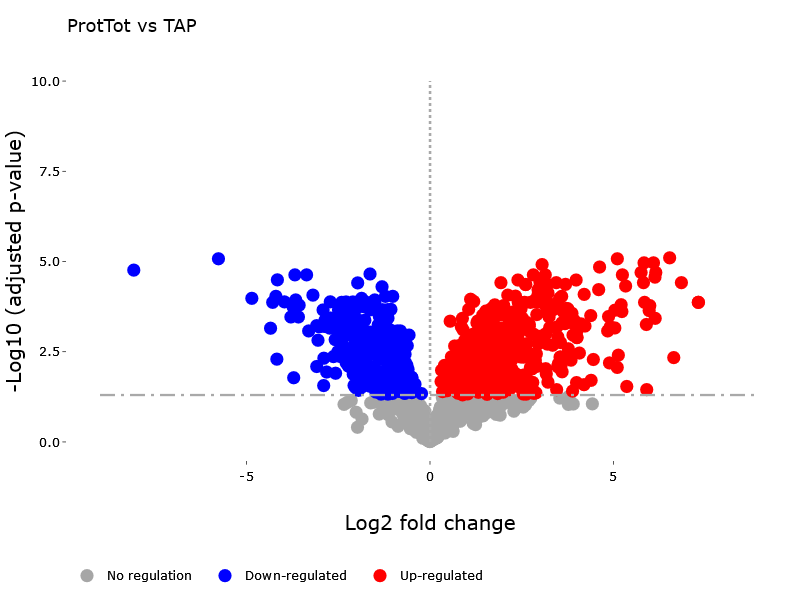 ProtTot vs TAP
10.0
7.5
5.0
2.5
0.0
-Log10 (adjusted p-value)
-5
0
5
Log2 fold change
No regulation
Down-regulated
Up-regulated